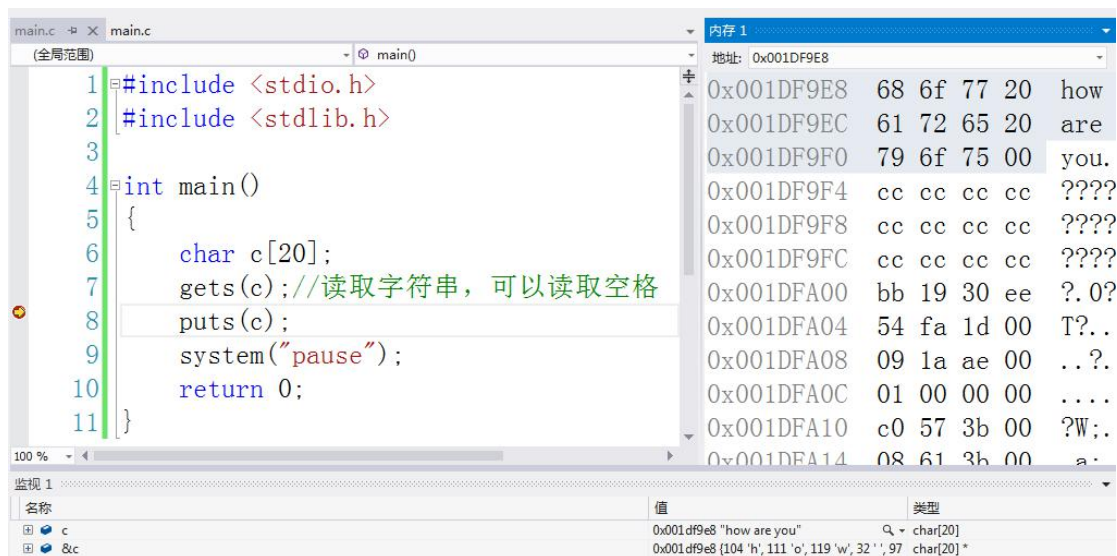 main.c main.c
(全局范围) main()
1 #include <stdio.h>
2 #include <stdlib.h>
3
4 int main()
5 {
6 char c[20];
7 gets(c);//读取字符串，可以读取空格
8 puts(c);
9 system("pause");
10 return 0;
11 }
100 %
内存 1
地址: 0x001DF9E8
0x001DF9E8 68 6f 77 20 how
0x001DF9EC 61 72 65 20 are
0x001DF9F0 79 6f 75 00 you.
0x001DF9F4 cc cc cc cc ????
0x001DF9F8 cc cc cc cc ????
0x001DF9FC cc cc cc cc ????
0x001DFA00 bb 19 30 ee ?.0?
0x001DFA04 54 fa 1d 00 T?..
0x001DFA08 09 1a ae 00 ..?.
0x001DFA0C 01 00 00 00 ....
0x001DFA10 c0 57 3b 00 ?W;.
0x001DFA14 08 61 3b 00 .a;.
监视 1
名称 值 类型
c 0x001df9e8 "how are you" char[20]
&c 0x001df9e8 {104 'h', 111 'o', 119 'w', 32 ' ', 97 char[20] *